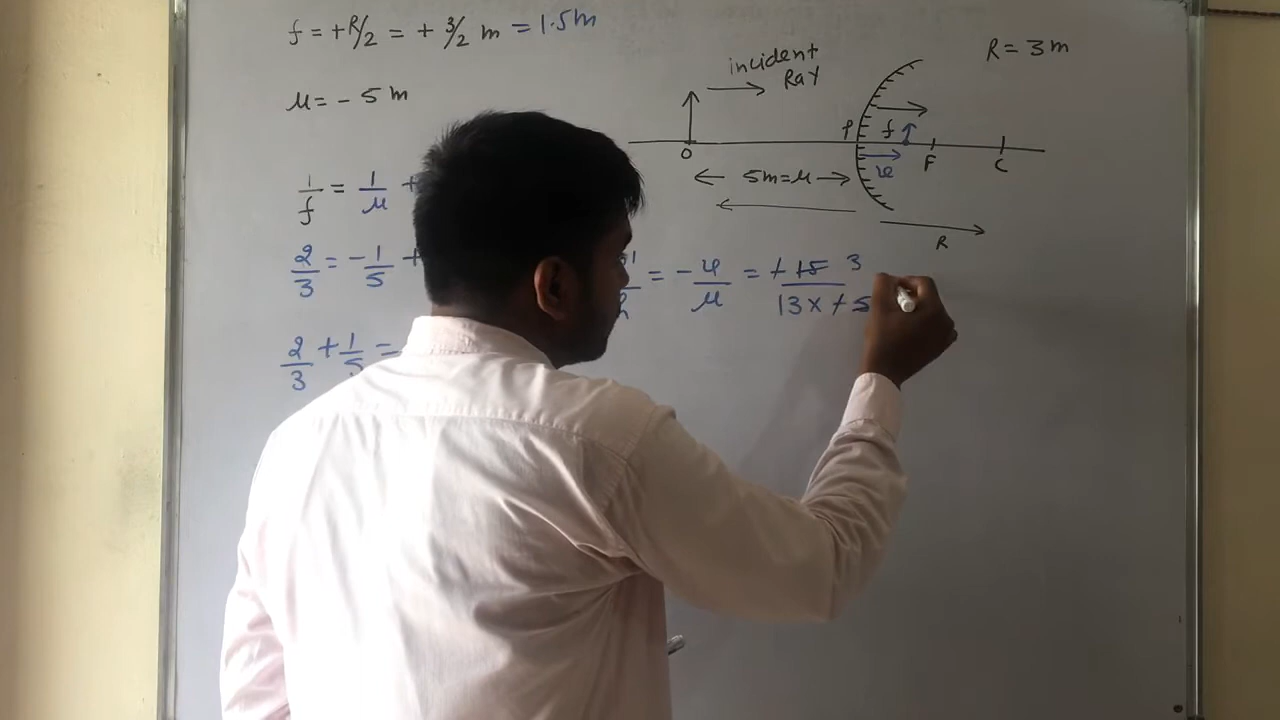 f = +R/2 = + 3/2 m = 1.5m
u = - 5 m
1/f = 1/u +
2/3 = -1/5 +
2/3 + 1/5 =
incident
Ray
R = 3m
P f
O F C
5m=u v
R
= -v/u = +15 3
13 x +5